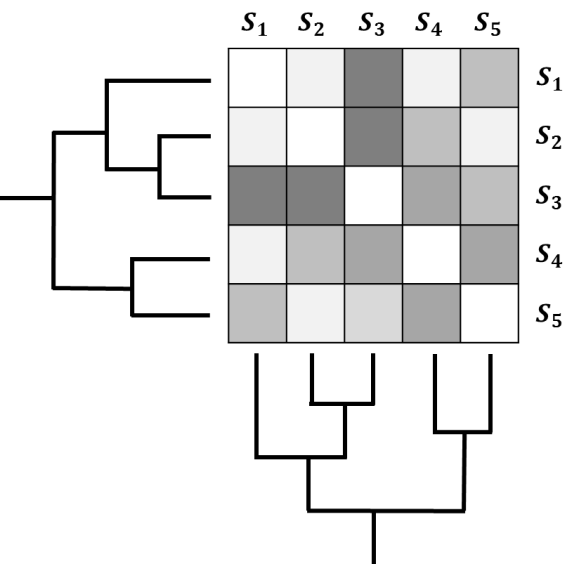 S₁ S₂ S₃ S₄ S₅
S₁
S₂
S₃
S₄
S₅